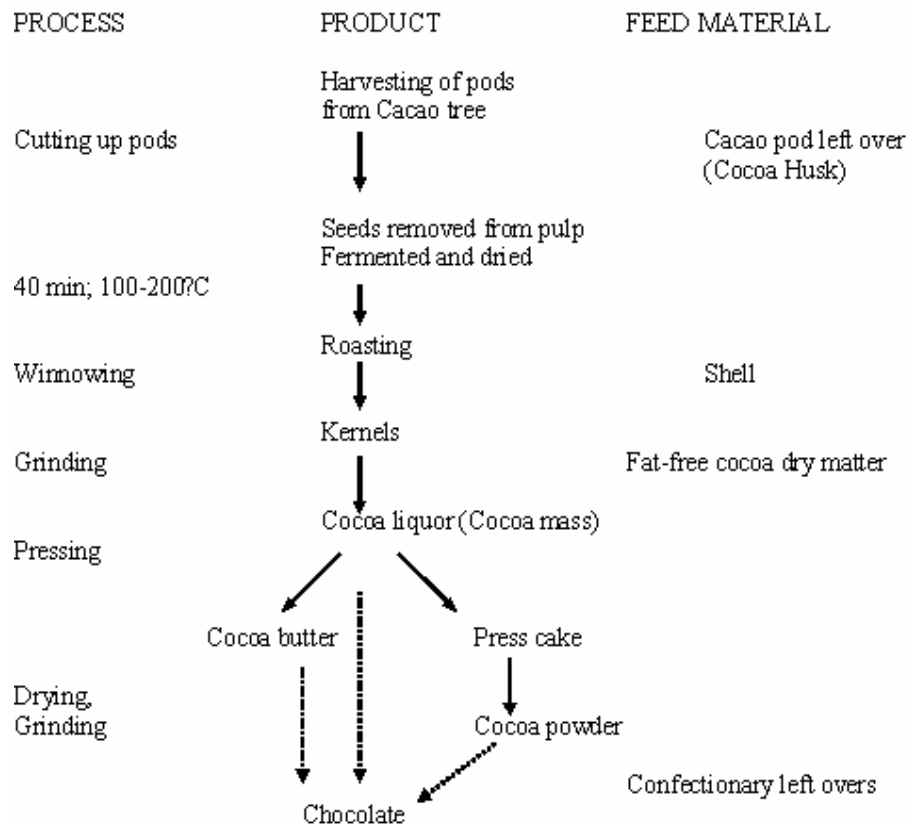 PROCESS PRODUCT FEED MATERIAL
Harvesting of pods
from Cacao tree
Cutting up pods Cacao pod left over
(Cocoa Husk)
Seeds removed from pulp
Fermented and dried
40 min; 100-200?C
Roasting
Winnowing Shell
Kernels
Grinding Fat-free cocoa dry matter
Cocoa liquor (Cocoa mass)
Pressing
Cocoa butter Press cake
Drying,
Grinding Cocoa powder
Confectionary left overs
Chocolate